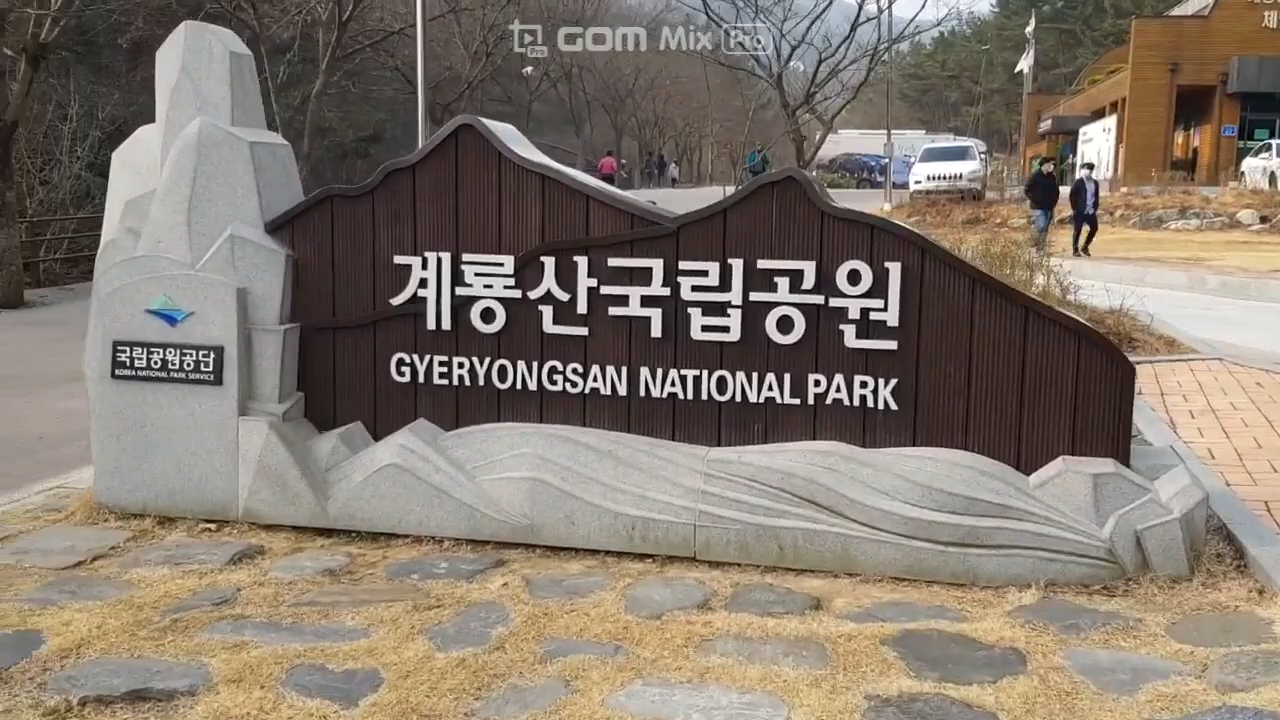 GOM Mix Pro
계룡산국립공원
GYERYONGSAN NATIONAL PARK
국립공원공단
KOREA NATIONAL PARK SERVICE